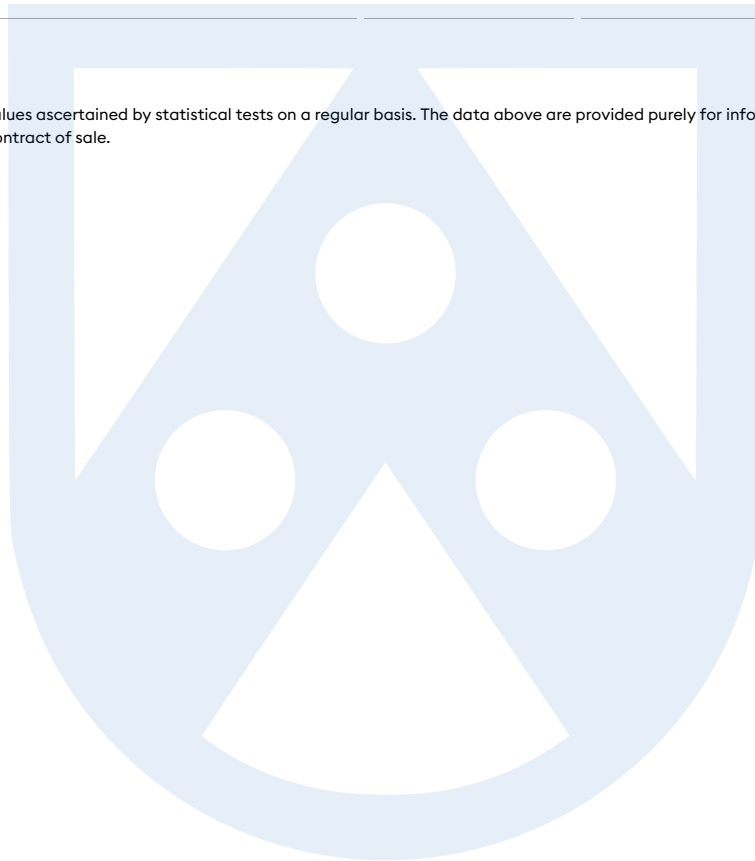 lues ascertained by statistical tests on a regular basis. The data above are provided purely for info
ontract of sale.